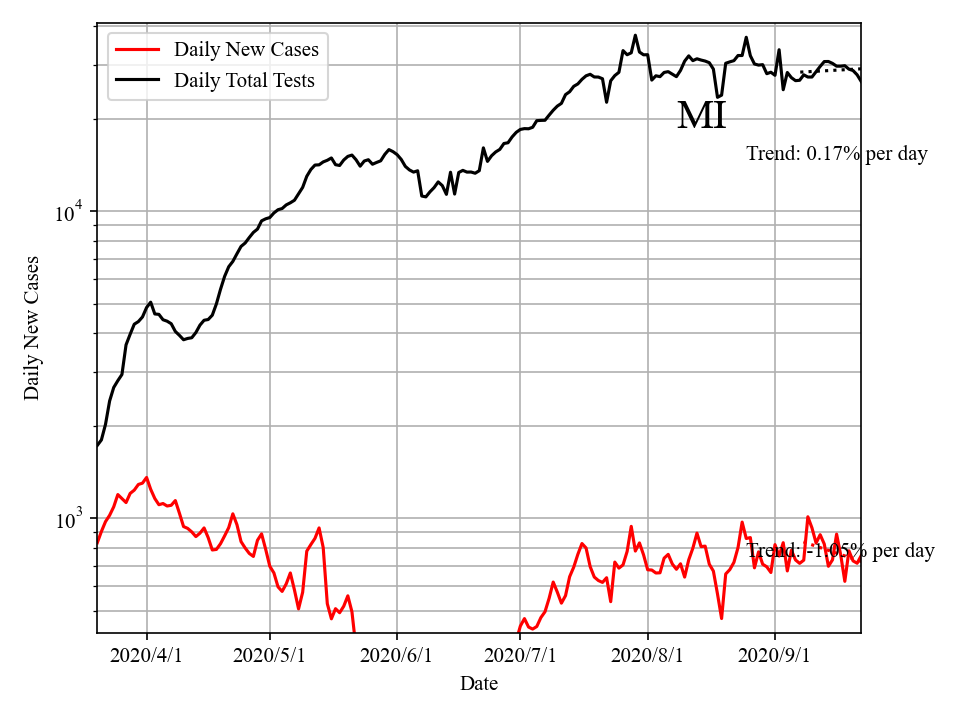 Daily New Cases
Daily Total Tests
MI
Trend: 0.17% per day
10^4
Daily New Cases
10^3
Trend: -1.05% per day
2020/4/1 2020/5/1 2020/6/1 2020/7/1 2020/8/1 2020/9/1
Date